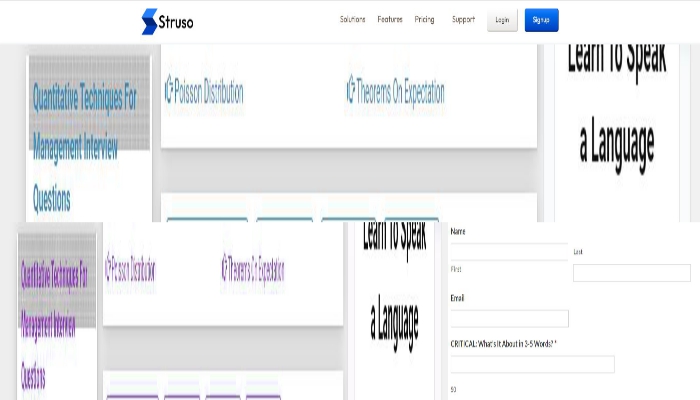 Struso
Solutions Features Pricing Support Login Signup
Quantitative Techniques For
Management Interview
Questions
Poisson Distribution
Theorems On Expectation
Learn To Speak
a Language
Quantitative Techniques For
Management Interview
Questions
Poisson Distribution
Theorems On Expectation
Learn To Speak
a Language
Name
First
Last
Email
CRITICAL: What's It About in 3-5 Words? *
50